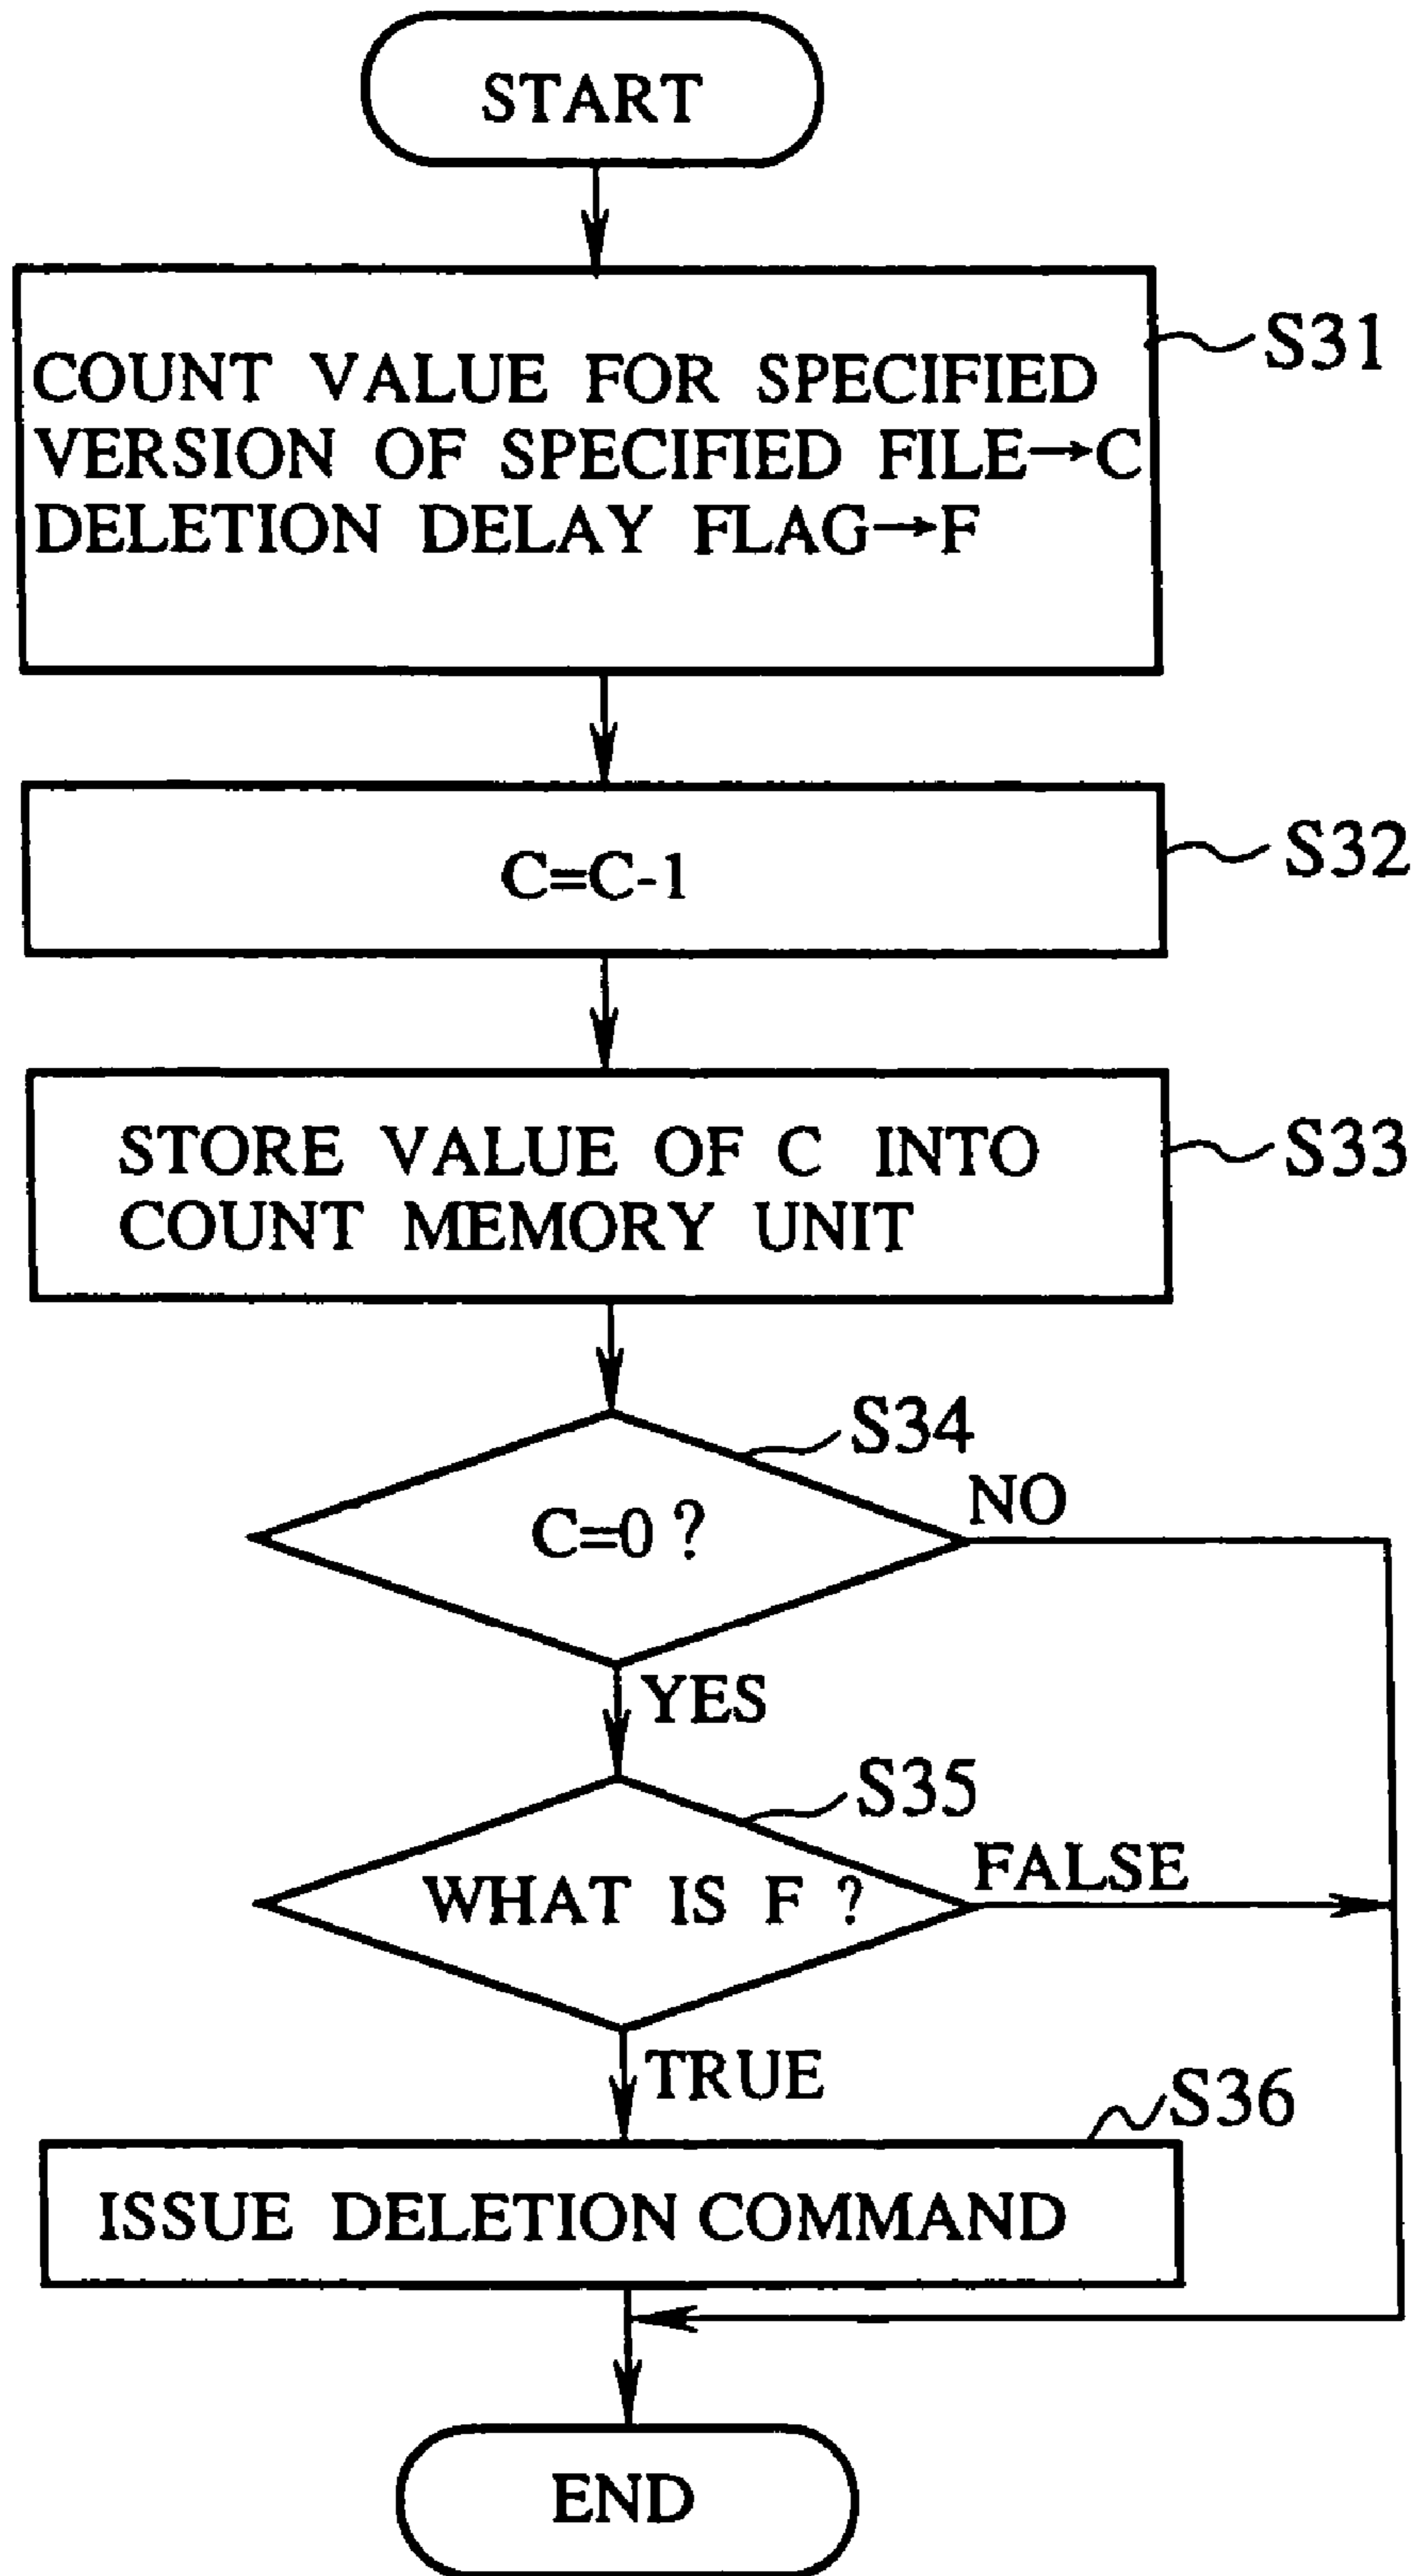 START
COUNT VALUE FOR SPECIFIED
VERSION OF SPECIFIED FILE→C
DELETION DELAY FLAG→F
S31
C=C-1
S32
STORE VALUE OF C INTO
COUNT MEMORY UNIT
S33
S34
C=0 ?
NO
YES
S35
WHAT IS F ?
FALSE
TRUE
S36
ISSUE DELETION COMMAND
END